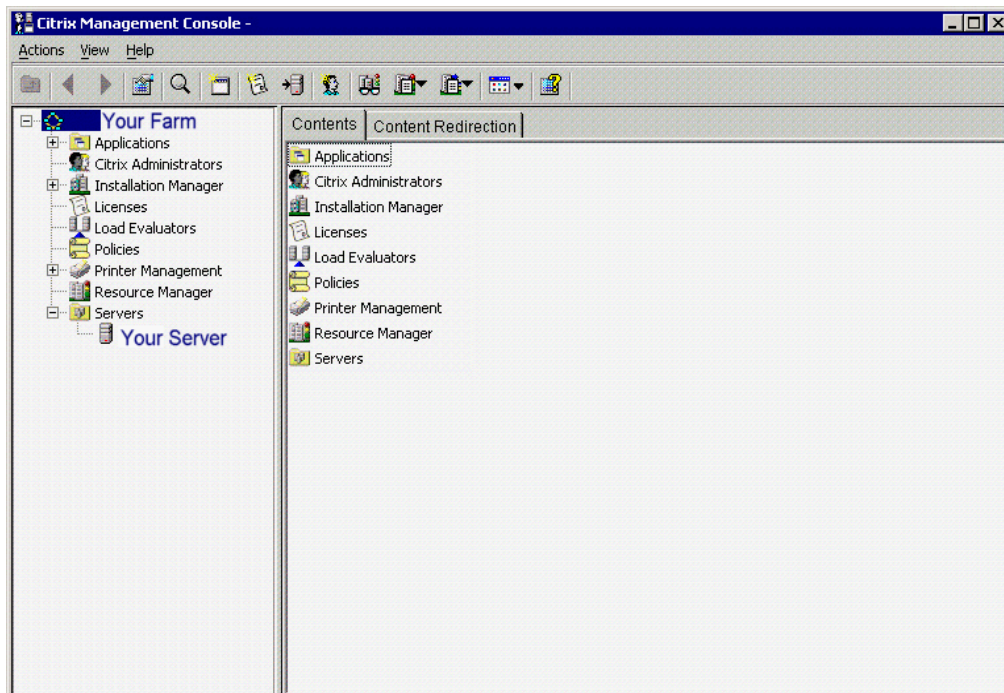 Citrix Management Console -
Actions View Help
Your Farm
Applications
Citrix Administrators
Installation Manager
Licenses
Load Evaluators
Policies
Printer Management
Resource Manager
Servers
Your Server
Contents Content Redirection
Applications
Citrix Administrators
Installation Manager
Licenses
Load Evaluators
Policies
Printer Management
Resource Manager
Servers